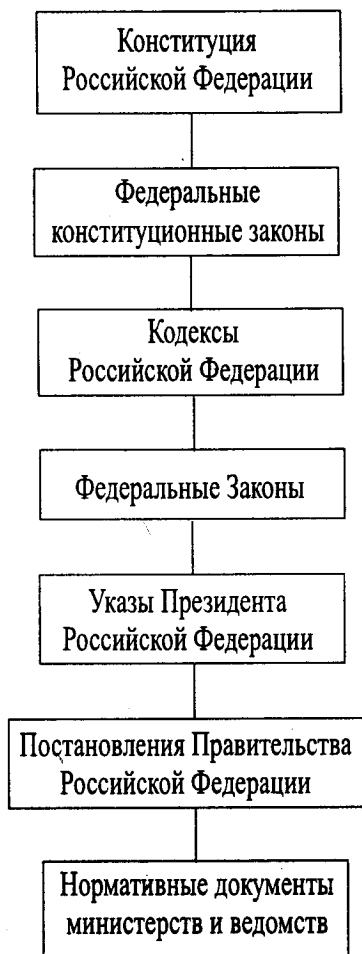 Конституция
Российской Федерации
Федеральные
конституционные законы
Кодексы
Российской Федерации
Федеральные Законы
Указы Президента
Российской Федерации
Постановления Правительства
Российской Федерации
Нормативные документы
министерств и ведомств